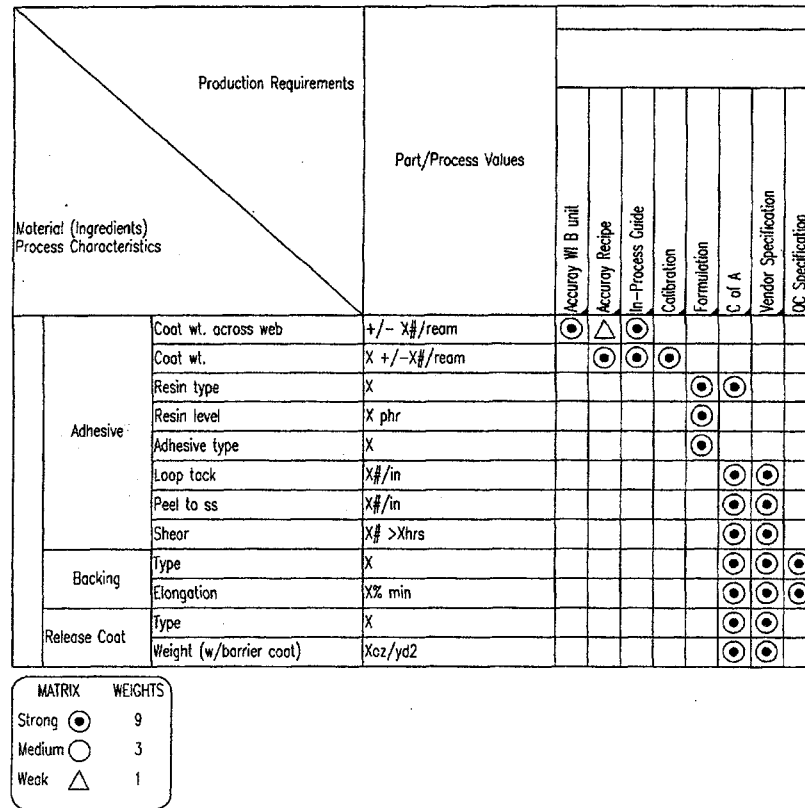 Production Requirements
Part/Process Values
Material (Ingredients)
Process Characteristics
Accuray WI B unit
Accuray Recipe
In-Process Guide
Calibration
Formulation
C of A
Vendor Specification
QC Specification
Adhesive
Coat wt. across web +/- X#/ream
Coat wt. X +/-X#/ream
Resin type X
Resin level X phr
Adhesive type X
Loop tack X#/in
Peel to ss X#/in
Shear X# >Xhrs
Backing
Type X
Elongation X% min
Release Coat
Type X
Weight (w/barrier coat) Xoz/yd2
MATRIX WEIGHTS
Strong 9
Medium 3
Weak 1